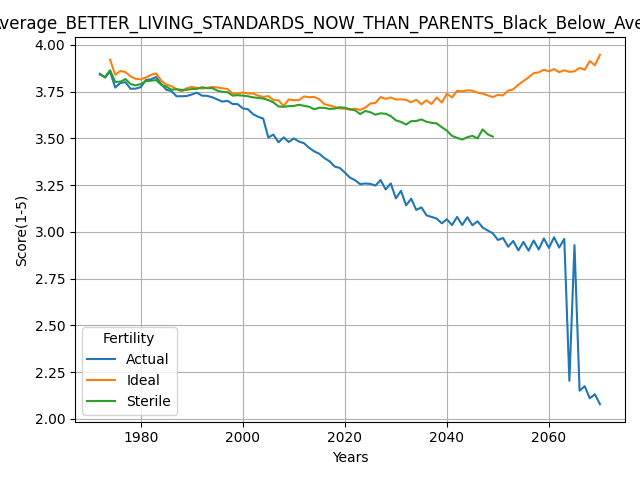 verage_BETTER_LIVING_STANDARDS_NOW_THAN_PARENTS_Black_Below_Ave
4.00
3.75
3.50
3.25
3.00
2.75
2.50
2.25
2.00
Score(1-5)
Fertility
Actual
Ideal
Sterile
1980
2000
2020
2040
2060
Years